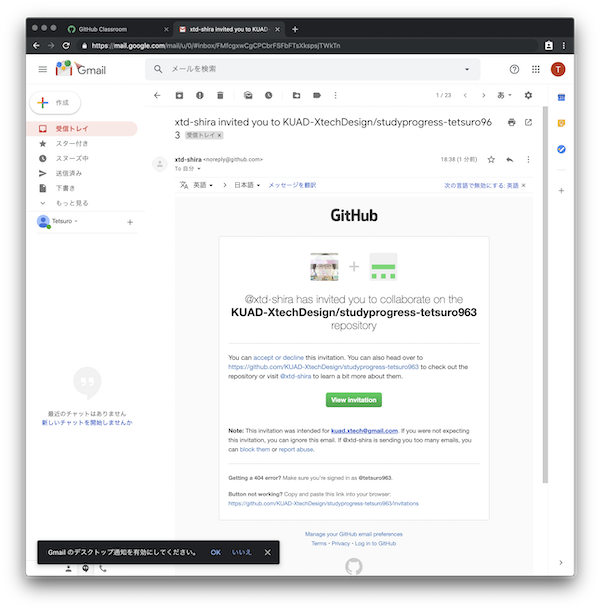 GitHub Classroom
xtd-shira invited you to KUAD-X
https://mail.google.com/mail/u/0/#inbox/FMfcgxwCgCPCbrFSFbFTsXkspsjTWkTn
Gmail
メールを検索
T
作成
1 / 23
あ
受信トレイ
スター付き
スヌーズ中
送信済み
下書き
もっと見る
Tetsuro
xtd-shira invited you to KUAD-XtechDesign/studyprogress-tetsuro96
3 受信トレイ ×
xtd-shira <noreply@github.com>
18:38 (1 分前)
To 自分
英語 > 日本語 メッセージを翻訳
次の言語で無効にする: 英語 ×
GitHub
@xtd-shira has invited you to collaborate on the
KUAD-XtechDesign/studyprogress-tetsuro963
repository
You can accept or decline this invitation. You can also head over to
https://github.com/KUAD-XtechDesign/studyprogress-tetsuro963 to check out the
repository or visit @xtd-shira to learn a bit more about them.
View invitation
Note: This invitation was intended for kuad.xtech@gmail.com. If you were not expecting
this invitation, you can ignore this email. If @xtd-shira is sending you too many emails, you
can block them or report abuse.
Getting a 404 error? Make sure you're signed in as @tetsuro963.
Button not working? Copy and paste this link into your browser:
https://github.com/KUAD-XtechDesign/studyprogress-tetsuro963/invitations
Manage your GitHub email preferences
Terms • Privacy • Log in to GitHub
最近のチャットはありません
新しいチャットを開始しませんか
Gmail のデスクトップ通知を有効にしてください。 OK いいえ ×